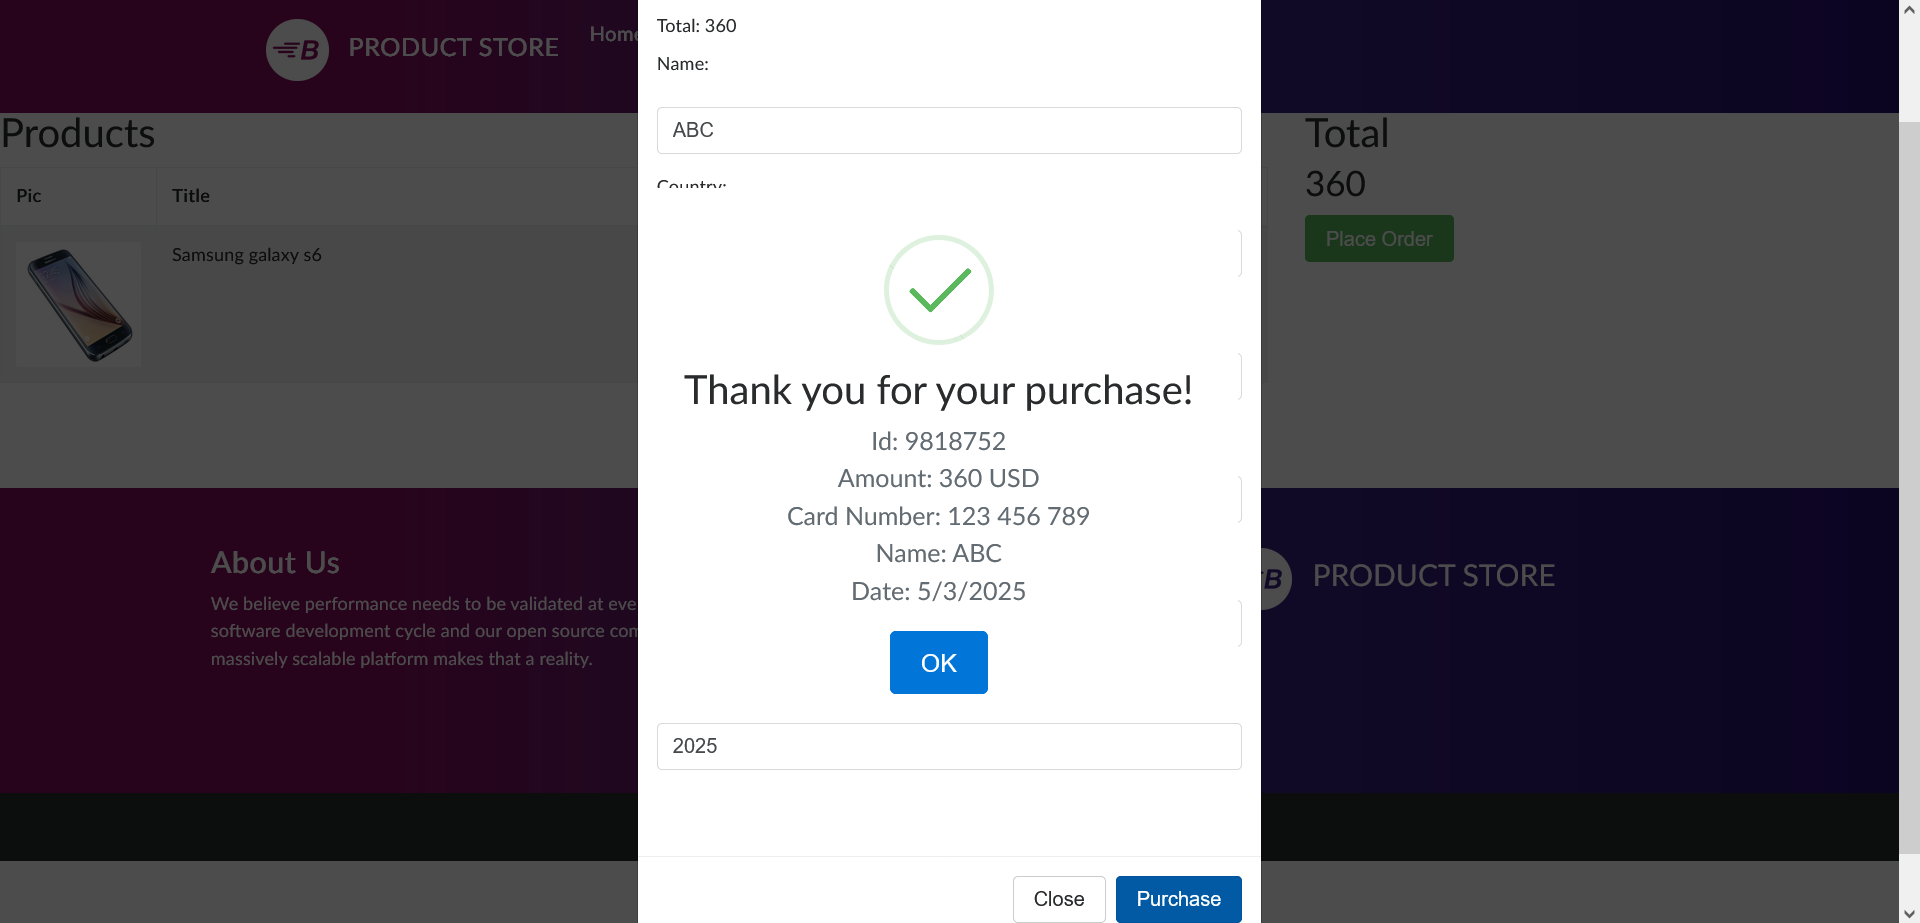 PRODUCT STORE
Home
Products
Pic
Title
Samsung galaxy s6
Total: 360
Name:
ABC
Country:
Thank you for your purchase!
Id: 9818752
Amount: 360 USD
Card Number: 123 456 789
Name: ABC
Date: 5/3/2025
OK
2025
Close
Purchase
Total
360
Place Order
About Us
We believe performance needs to be validated at eve
software development cycle and our open source com
massively scalable platform makes that a reality.
B
PRODUCT STORE